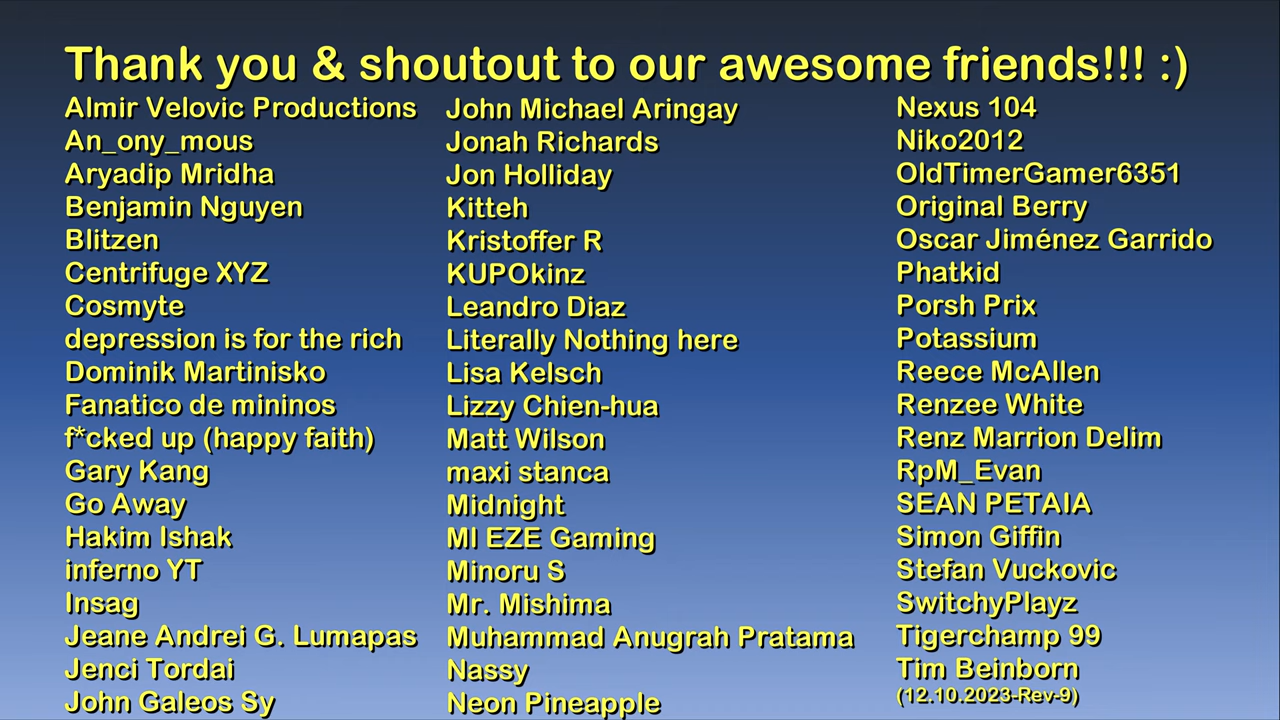 Thank you & shoutout to our awesome friends!!! :)
Almir Velovic Productions
An_ony_mous
Aryadip Mridha
Benjamin Nguyen
Blitzen
Centrifuge XYZ
Cosmyte
depression is for the rich
Dominik Martinisko
Fanatico de mininos
f*cked up (happy faith)
Gary Kang
Go Away
Hakim Ishak
inferno YT
Insag
Jeane Andrei G. Lumapas
Jenci Tordai
John Galeos Sy
John Michael Aringay
Jonah Richards
Jon Holliday
Kitteh
Kristoffer R
KUPOkinz
Leandro Diaz
Literally Nothing here
Lisa Kelsch
Lizzy Chien-hua
Matt Wilson
maxi stanca
Midnight
MI EZE Gaming
Minoru S
Mr. Mishima
Muhammad Anugrah Pratama
Nassy
Neon Pineapple
Nexus 104
Niko2012
OldTimerGamer6351
Original Berry
Oscar Jiménez Garrido
Phatkid
Porsh Prix
Potassium
Reece McAllen
Renzee White
Renz Marrion Delim
RpM_Evan
SEAN PETAIA
Simon Giffin
Stefan Vuckovic
SwitchyPlayz
Tigerchamp 99
Tim Beinborn
(12.10.2023-Rev-9)